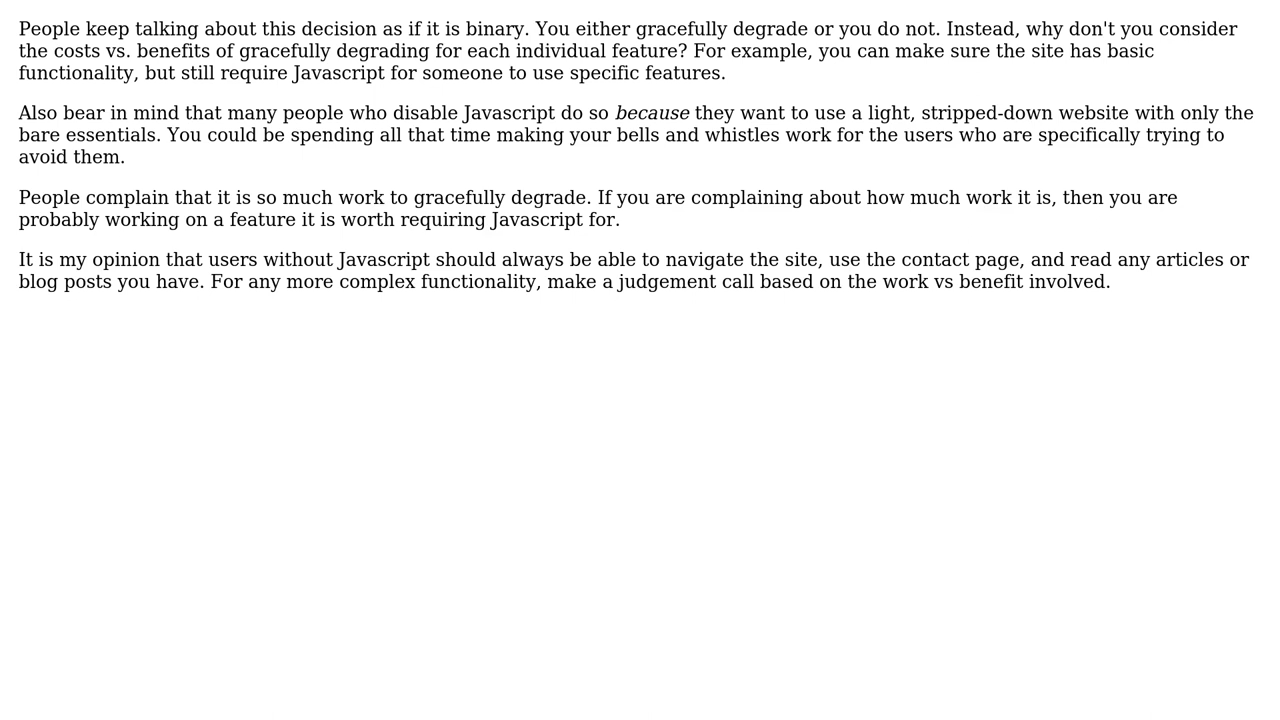 People keep talking about this decision as if it is binary. You either gracefully degrade or you do not. Instead, why don't you consider
the costs vs. benefits of gracefully degrading for each individual feature? For example, you can make sure the site has basic
functionality, but still require Javascript for someone to use specific features.
Also bear in mind that many people who disable Javascript do so because they want to use a light, stripped-down website with only the
bare essentials. You could be spending all that time making your bells and whistles work for the users who are specifically trying to
avoid them.
People complain that it is so much work to gracefully degrade. If you are complaining about how much work it is, then you are
probably working on a feature it is worth requiring Javascript for.
It is my opinion that users without Javascript should always be able to navigate the site, use the contact page, and read any articles or
blog posts you have. For any more complex functionality, make a judgement call based on the work vs benefit involved.